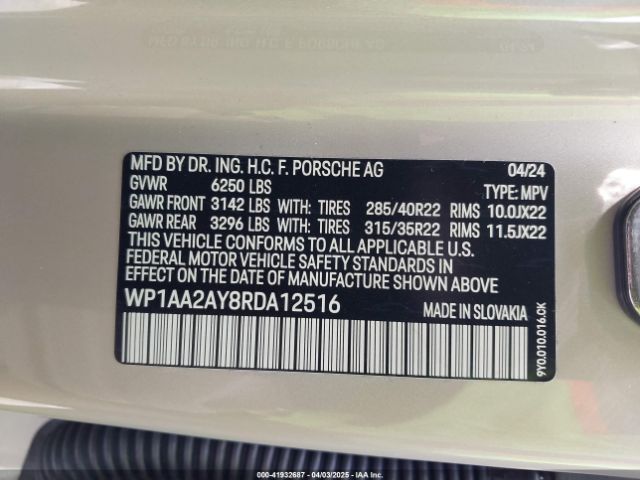 MFD BY DR. ING. H.C. F. PORSCHE AG 04/24
GVWR 6250 LBS TYPE: MPV
GAWR FRONT 3142 LBS WITH: TIRES 285/40R22 RIMS 10.0JX22
GAWR REAR 3296 LBS WITH: TIRES 315/35R22 RIMS 11.5JX22
THIS VEHICLE CONFORMS TO ALL APPLICABLE U.S.
FEDERAL MOTOR VEHICLE SAFETY STANDARDS IN
EFFECT ON THE DATE OF MANUFACTURE SHOWN ABOVE
WP1AA2AY8RDA12516 MADE IN SLOVAKIA
9Y0.010.016.CK
000-41932687 - 04/03/2025 - IAA Inc.